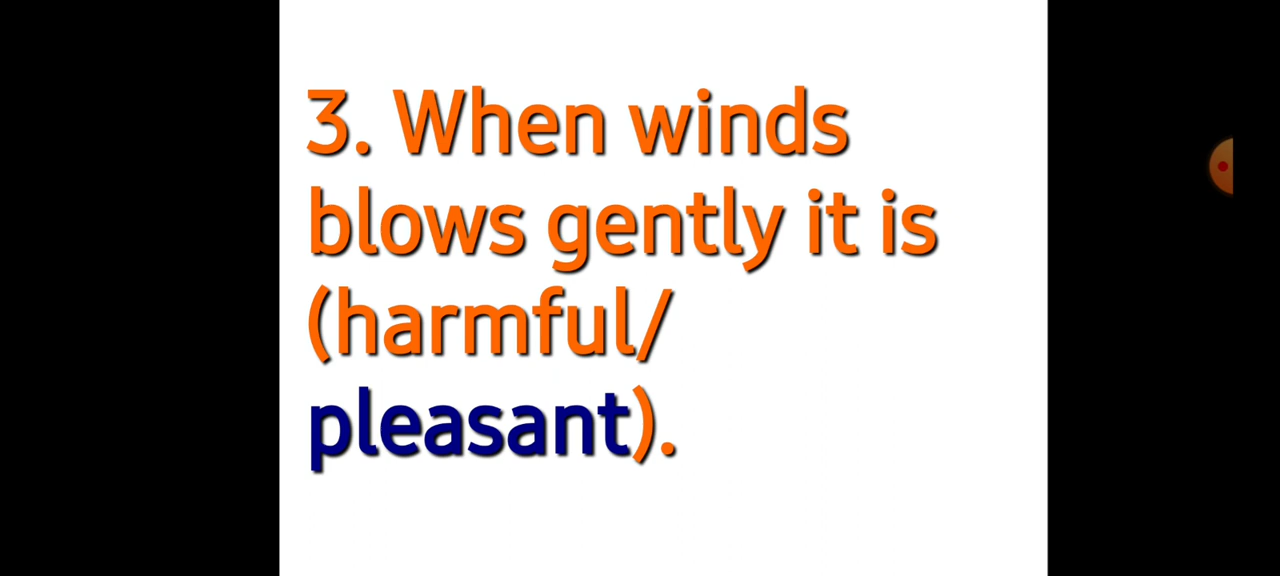 3. When winds
blows gently it is
(harmful/
pleasant).